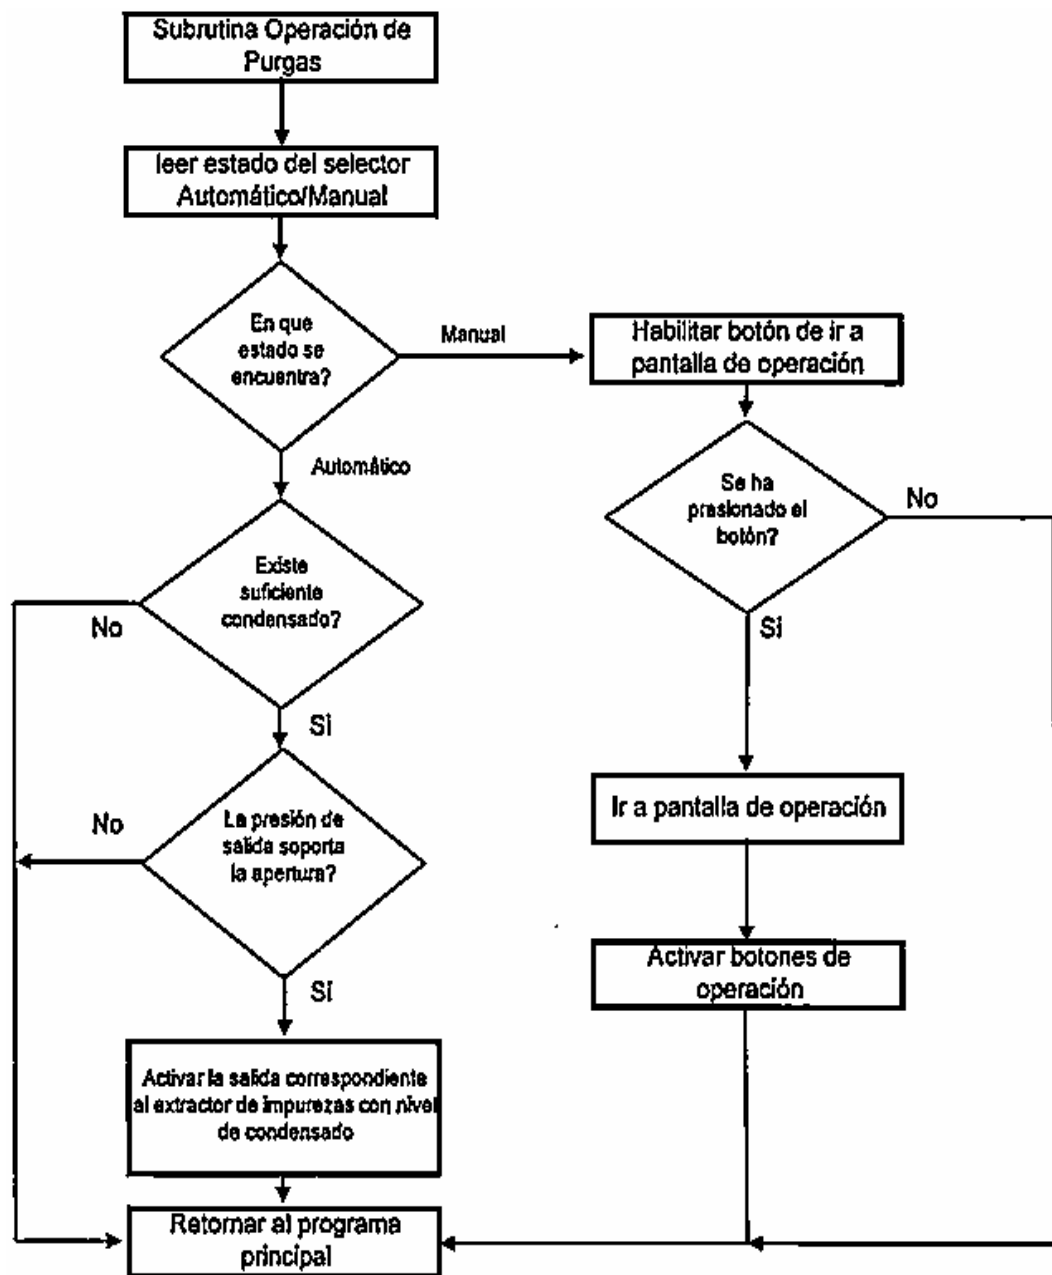 Subrutina Operación de
Purgas
leer estado del selector
Automático/Manual
En que
estado se
encuentra?
Manual
Habilitar botón de ir a
pantalla de operación
Automático
Se ha
presionado el
botón?
No
Existe
suficiente
condensado?
No
Si
Si
La presión de
salida soporta
la apertura?
No
Ir a pantalla de operación
Si
Activar botones de
operación
Activar la salida correspondiente
al extractor de impurezas con nivel
de condensado
Retornar al programa
principal